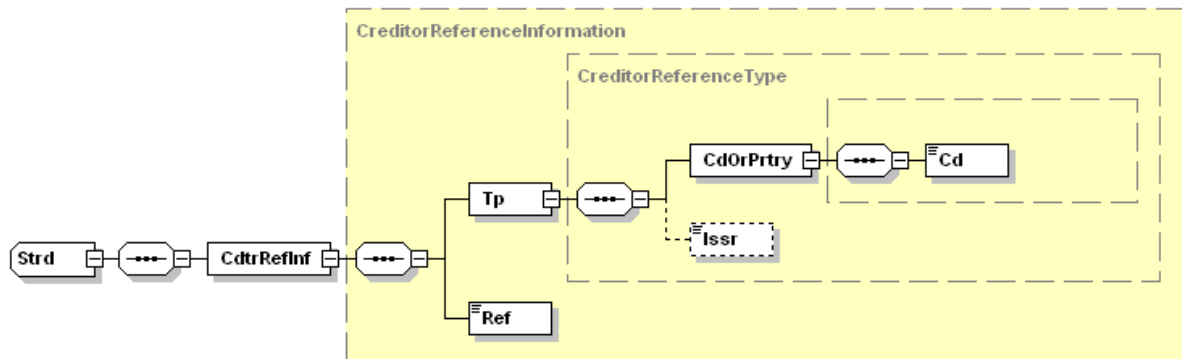 CreditorReferenceInformation
CreditorReferenceType
CdOrPrtry
Cd
Tp
Issr
Strd
CdtrRefInf
Ref